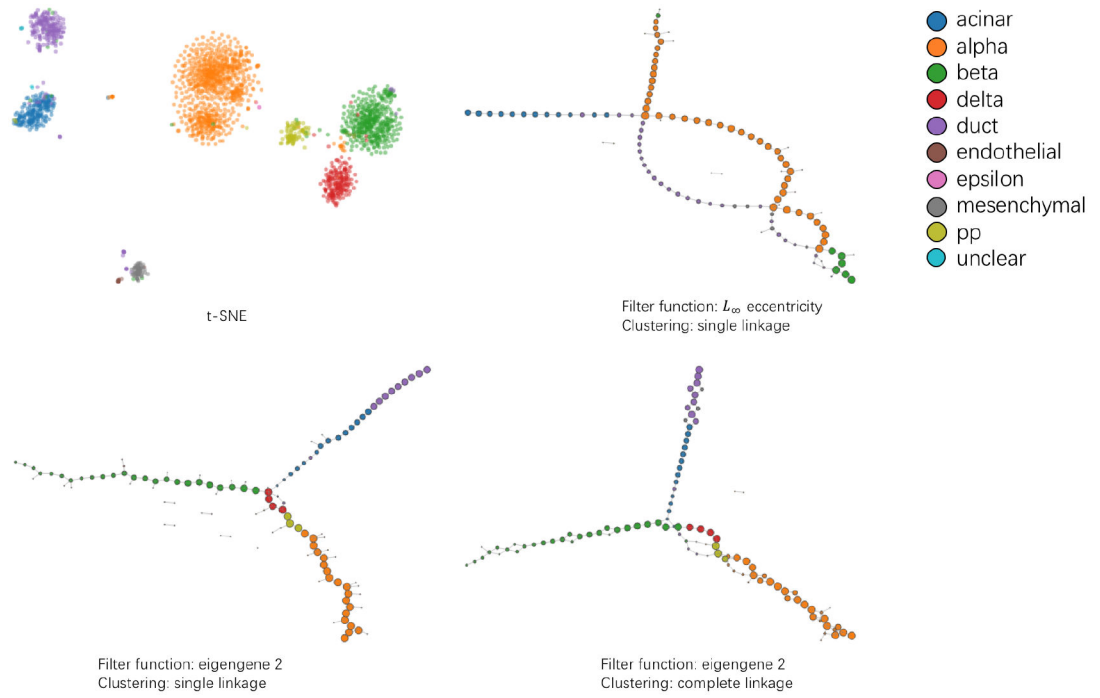 t-SNE
Filter function: L∞ eccentricity
Clustering: single linkage
acinar
alpha
beta
delta
duct
endothelial
epsilon
mesenchymal
pp
unclear
Filter function: eigengene 2
Clustering: single linkage
Filter function: eigengene 2
Clustering: complete linkage